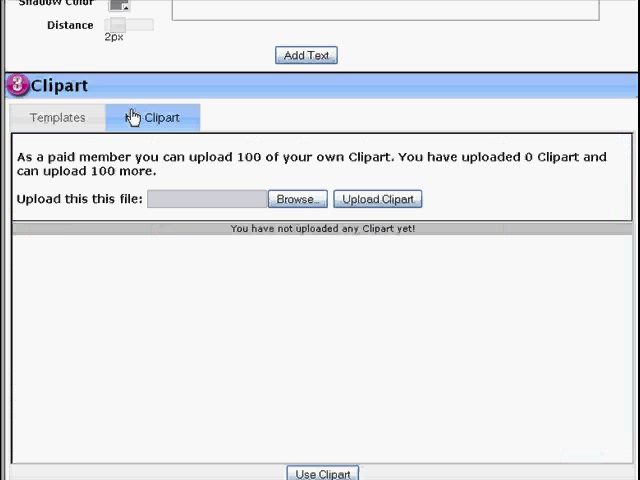 Shadow Color
Distance
2px
Add Text
3 Clipart
Templates
Clipart
As a paid member you can upload 100 of your own Clipart. You have uploaded 0 Clipart and
can upload 100 more.
Upload this this file:
Browse...
Upload Clipart
You have not uploaded any Clipart yet!
Use Clipart